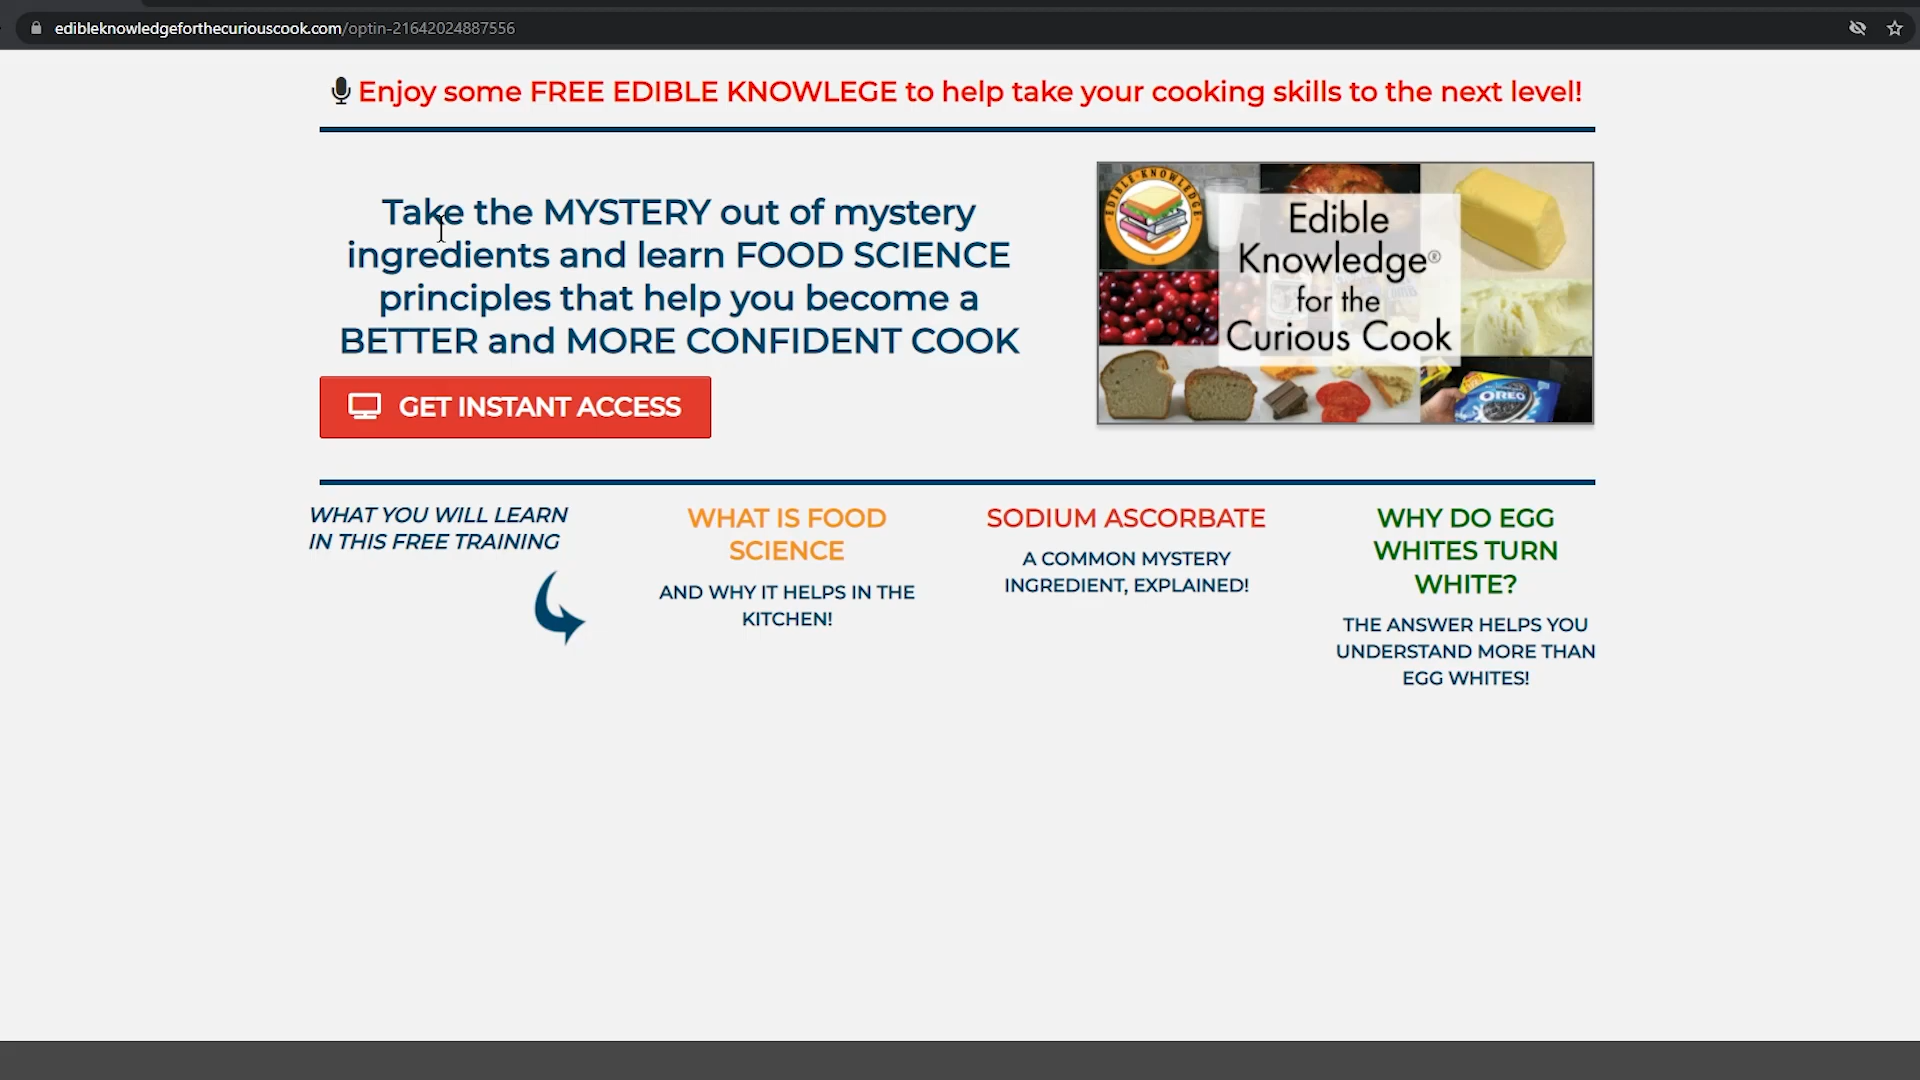 edibleknowledgeforthecuriouscook.com/optin-21642024887556
Enjoy some FREE EDIBLE KNOWLEGE to help take your cooking skills to the next level!
Take the MYSTERY out of mystery
ingredients and learn FOOD SCIENCE
principles that help you become a
BETTER and MORE CONFIDENT COOK
GET INSTANT ACCESS
EDIBLE KNOWLEDGE
Edible
Knowledge®
for the
Curious Cook
OREO
WHAT YOU WILL LEARN
IN THIS FREE TRAINING
WHAT IS FOOD
SCIENCE
AND WHY IT HELPS IN THE
KITCHEN!
SODIUM ASCORBATE
A COMMON MYSTERY
INGREDIENT, EXPLAINED!
WHY DO EGG
WHITES TURN
WHITE?
THE ANSWER HELPS YOU
UNDERSTAND MORE THAN
EGG WHITES!